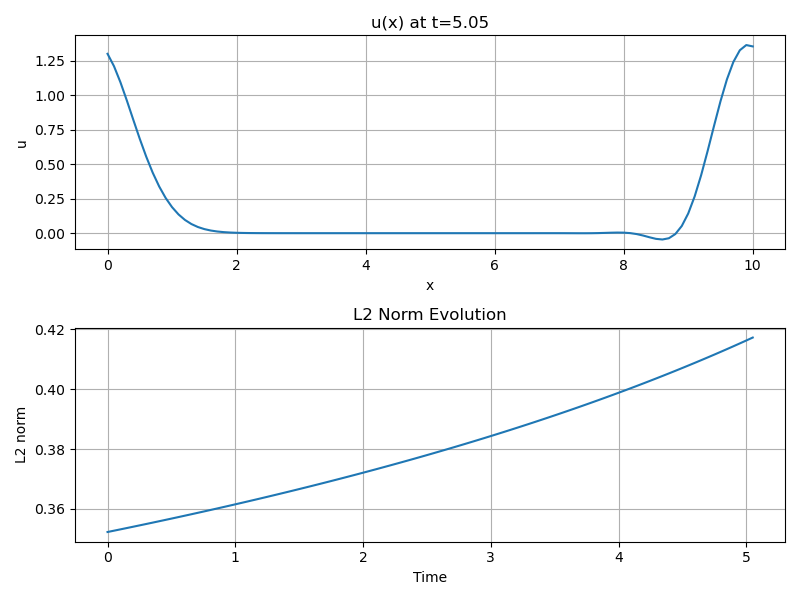 u(x) at t=5.05
1.25
1.00
0.75
0.50
0.25
0.00
u
0 2 4 6 8 10
x
L2 Norm Evolution
0.42
0.40
0.38
0.36
L2 norm
0 1 2 3 4 5
Time